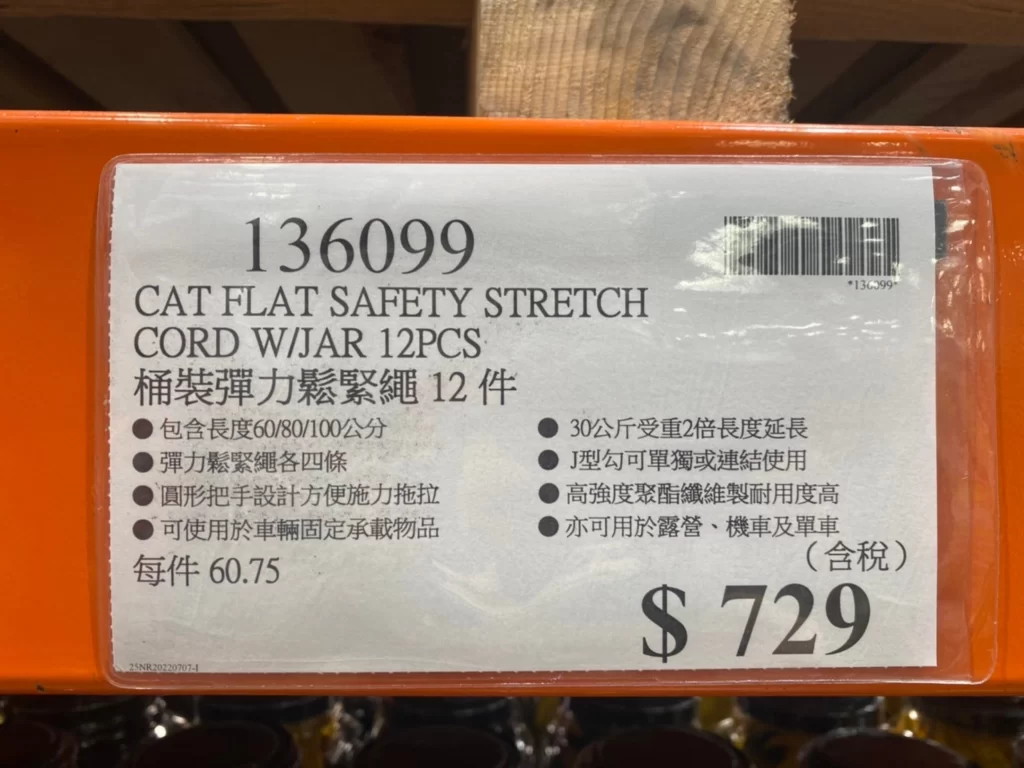 136099
*136099*
CAT FLAT SAFETY STRETCH
CORD W/JAR 12PCS
桶裝彈力鬆緊繩 12 件
● 包含長度60/80/100公分
● 彈力鬆緊繩各四條
● 圓形把手設計方便施力拖拉
● 可使用於車輛固定承載物品
● 30公斤受重2倍長度延長
● J型勾可單獨或連結使用
● 高強度聚酯纖維製耐用度高
● 亦可用於露營、機車及單車
每件 60.75
（含稅）
$ 729
25NR20220707-1